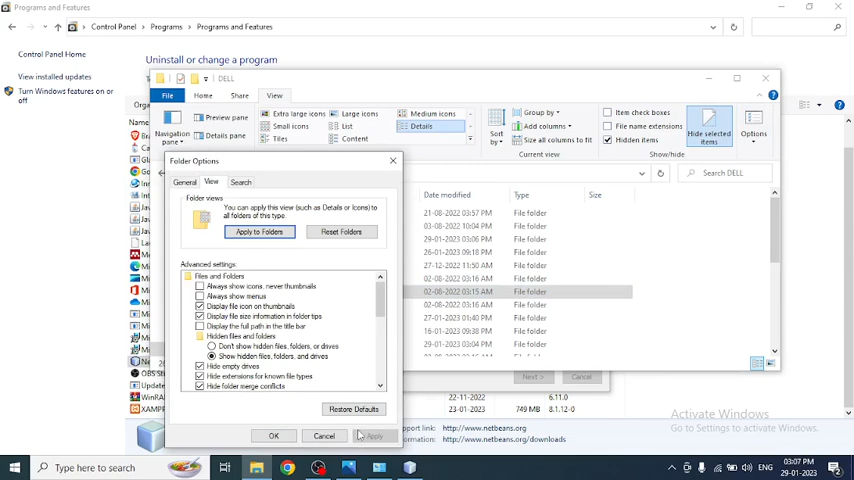 Programs and Features
Control Panel > Programs > Programs and Features
Control Panel Home
Uninstall or change a program
View installed updates
Turn Windows features on or
off
DELL
File Home Share View
Navigation
pane
Preview pane
Details pane
Extra large icons Large icons Medium icons
Small icons List Details
Tiles Content
Sort
by
Group by
Add columns
Size all columns to fit
Current view
Item check boxes
File name extensions
Hidden items
Hide selected
items
Show/hide
Options
Search DELL
Folder Options
General View Search
Folder views
You can apply this view (such as Details or Icons) to
all folders of this type.
Apply to Folders Reset Folders
Advanced settings:
Files and Folders
Always show icons, never thumbnails
Always show menus
Display file icon on thumbnails
Display file size information in folder tips
Display the full path in the title bar
Hidden files and folders
Don't show hidden files, folders, or drives
Show hidden files, folders, and drives
Hide empty drives
Hide extensions for known file types
Hide folder merge conflicts
Restore Defaults
OK Cancel Apply
Date modified Type Size
21-08-2022 03:57 PM File folder
03-08-2022 10:04 PM File folder
29-01-2023 03:06 PM File folder
26-01-2023 09:18 PM File folder
27-12-2022 11:50 AM File folder
02-08-2022 03:16 AM File folder
02-08-2022 03:15 AM File folder
02-08-2022 03:16 AM File folder
27-01-2023 01:40 PM File folder
16-01-2023 09:38 PM File folder
29-01-2023 03:04 PM File folder
Next > Cancel
22-11-2022 6.11.0
23-01-2023 749 MB 8.1.12-0
port link: http://www.netbeans.org
ormation: http://www.netbeans.org/downloads
Activate Windows
Go to Settings to activate Windows.
Type here to search
ENG
03:07 PM
29-01-2023
2